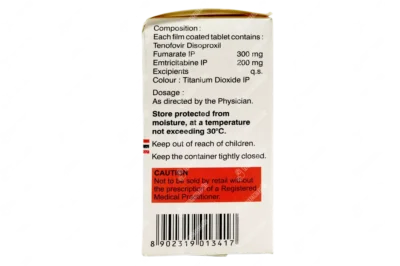 Composition :
Each film coated tablet contains :
Tenofovir Disoproxil
Fumarate IP 300 mg
Emtricitabine IP 200 mg
Excipients q.s.
Colour : Titanium Dioxide IP
Dosage :
As directed by the Physician.
Store protected from
moisture, at a temperature
not exceeding 30°C.
Keep out of reach of children.
Keep the container tightly closed.
CAUTION
Not to be sold by retail without
the prescription of a Registered
Medical Practitioner.
8 902319 013417